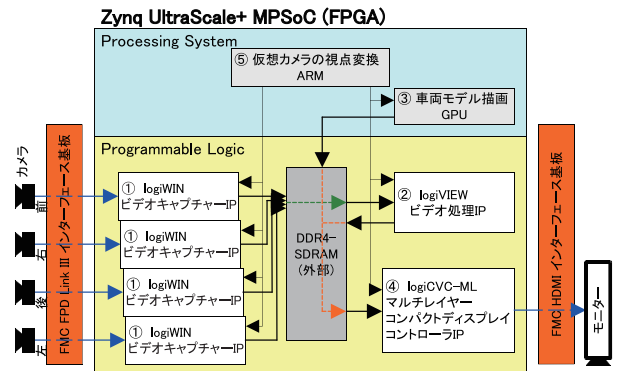 Zynq UltraScale+ MPSoC (FPGA)
Processing System
⑤ 仮想カメラの視点変換
ARM
③ 車両モデル描画
GPU
Programmable Logic
カメラ
前
右
後
左
FMC FPD Link III インターフェース基板
① logiWIN
ビデオキャプチャーIP
① logiWIN
ビデオキャプチャーIP
① logiWIN
ビデオキャプチャーIP
① logiWIN
ビデオキャプチャーIP
DDR4-
SDRAM
(外部)
② logiVIEW
ビデオ処理IP
④ logiCVC-ML
マルチレイヤー
コンパクトディスプレイ
コントローラIP
FMC HDMI インターフェース基板
モニター